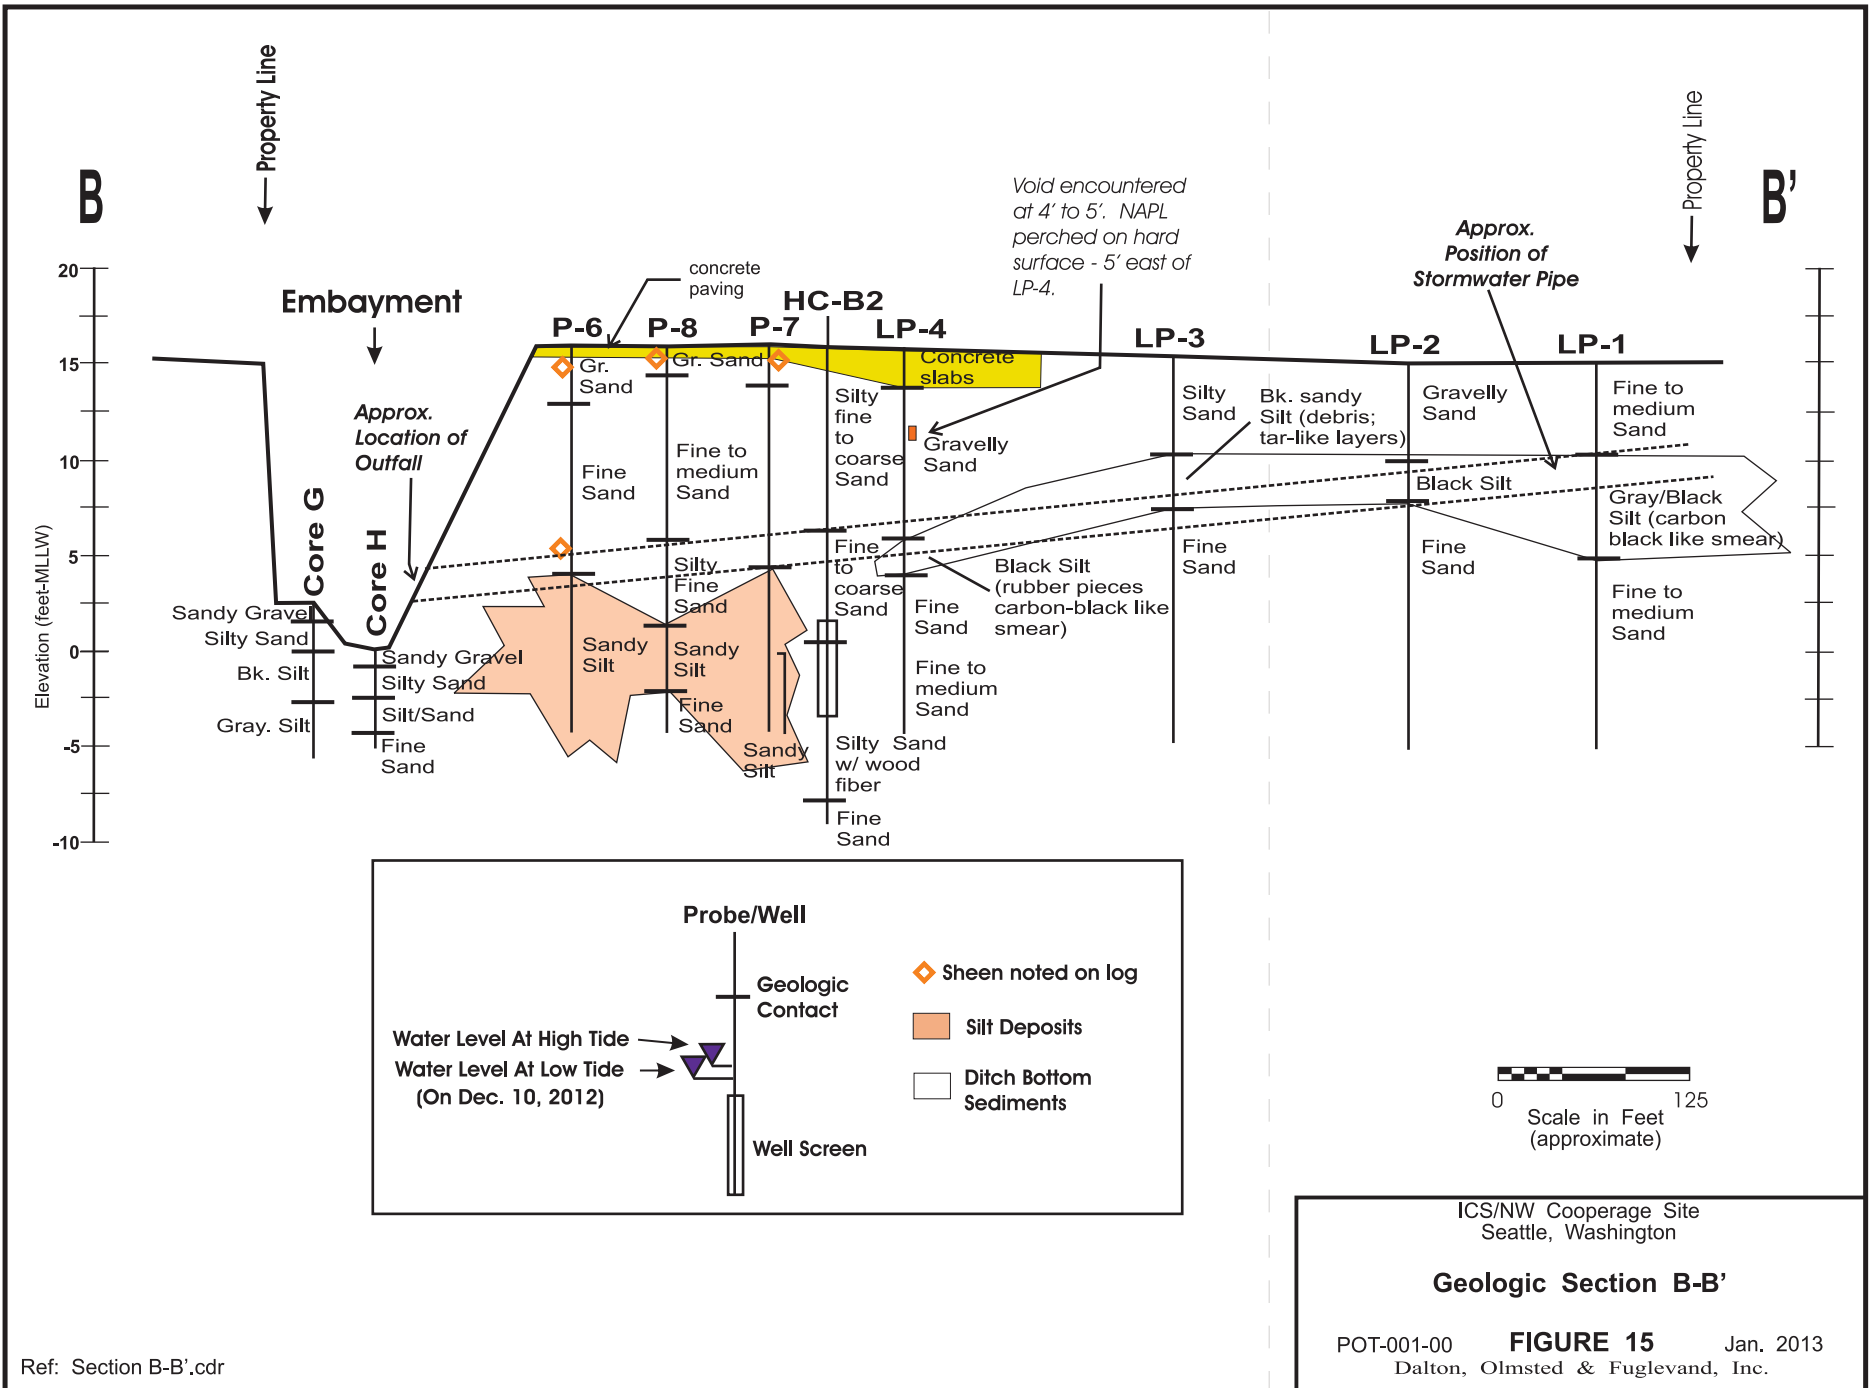 Property Line
Property Line
B
B'
Void encountered
at 4' to 5'.  NAPL
perched on hard
surface - 5' east of
LP-4.
Approx.
Position of
Stormwater Pipe
concrete
paving
Embayment
HC-B2
P-6
P-8
P-7
LP-4
LP-3
LP-2
LP-1
20
15
10
5
0
-5
-10
Elevation (feet-MLLW)
Approx.
Location of
Outfall
Core G
Core H
Sandy Gravel
Silty Sand
Bk. Silt
Gray. Silt
Sandy Gravel
Silty Sand
Silt/Sand
Fine
Sand
Gr.
Sand
Fine
Sand
Sandy
Silt
Gr. Sand
Fine to
medium
Sand
Silty
Fine
Sand
Sandy
Silt
Fine
Sand
Sandy
Silt
Silty
fine
to
coarse
Sand
Fine
to
coarse
Sand
Silty Sand
w/ wood
fiber
Fine
Sand
Concrete
slabs
Gravelly
Sand
Fine
Sand
Fine to
medium
Sand
Black Silt
(rubber pieces
carbon-black like
smear)
Silty
Sand
Bk. sandy
Silt (debris;
tar-like layers)
Fine
Sand
Gravelly
Sand
Black Silt
Fine
Sand
Fine to
medium
Sand
Gray/Black
Silt (carbon
black like smear)
Fine to
medium
Sand
Probe/Well
Geologic
Contact
Water Level At High Tide
Water Level At Low Tide
(On Dec. 10, 2012)
Well Screen
Sheen noted on log
Silt Deposits
Ditch Bottom
Sediments
0 125
Scale in Feet
(approximate)
ICS/NW Cooperage Site
Seattle, Washington
Geologic Section B-B'
POT-001-00 FIGURE 15 Jan. 2013
Dalton, Olmsted & Fuglevand, Inc.
Ref: Section B-B'.cdr